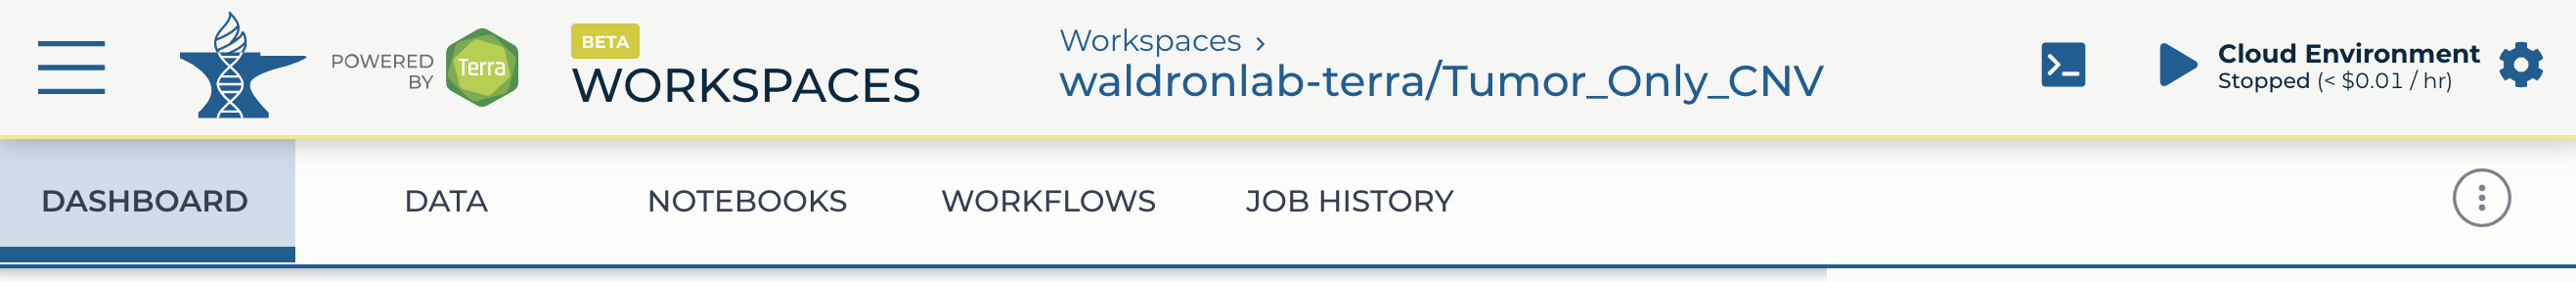 POWERED
BY
Terra
BETA
WORKSPACES
Workspaces ›
waldronlab-terra/Tumor_Only_CNV
Cloud Environment
Stopped (< $0.01 / hr)
DASHBOARD
DATA
NOTEBOOKS
WORKFLOWS
JOB HISTORY